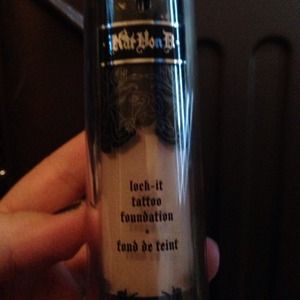 Kat Von D
lock-it
tattoo
foundation
•
fond de teint